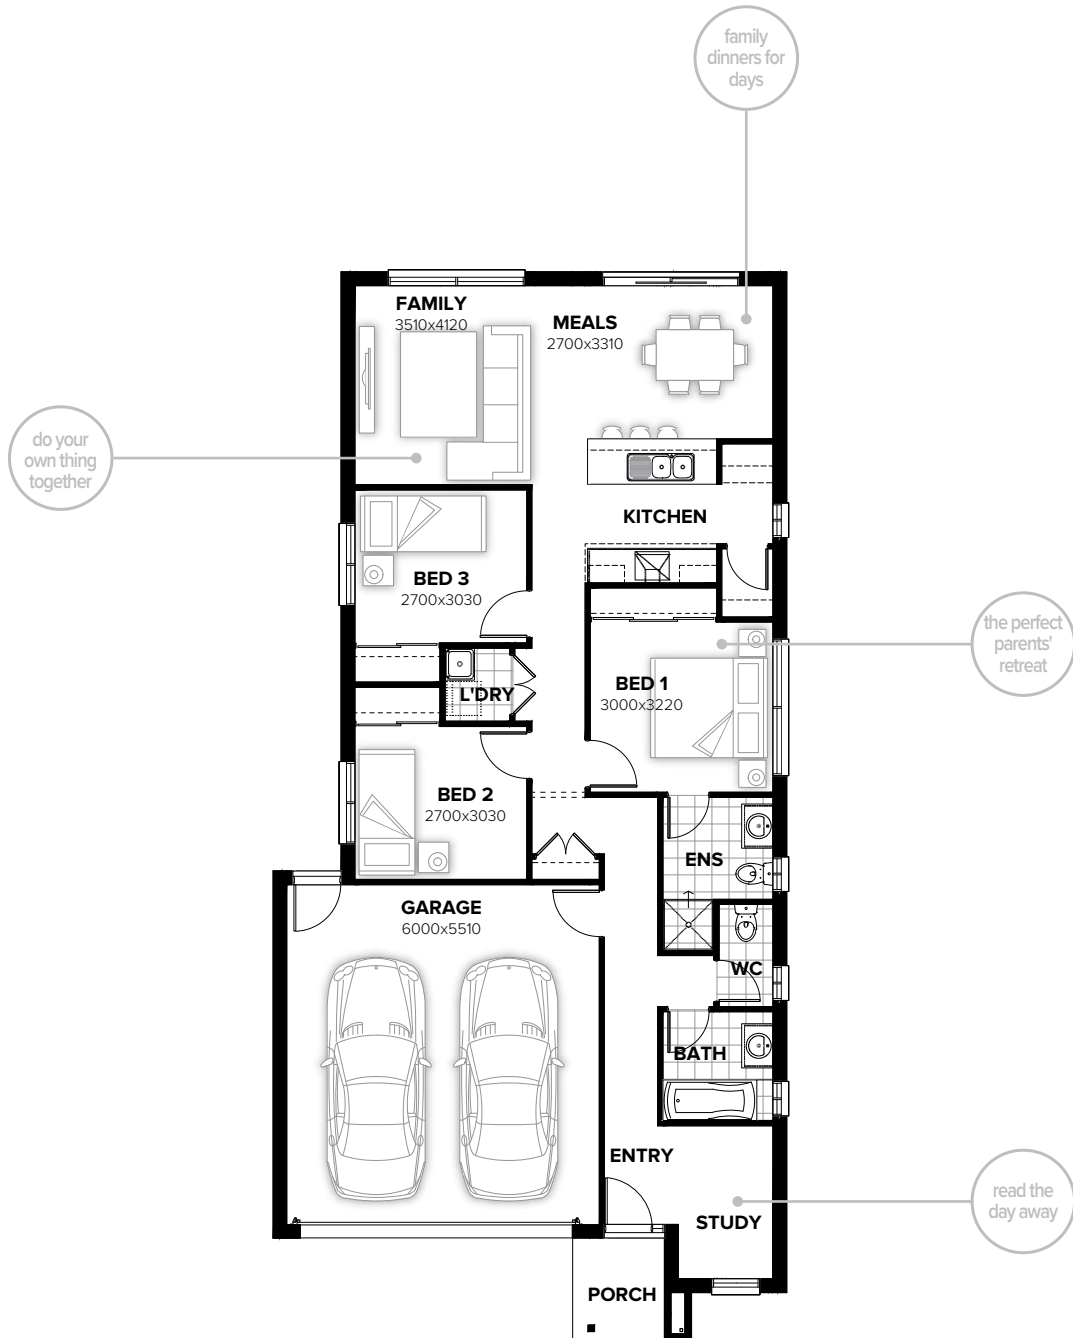 family
dinners for
days
FAMILY
3510x4120
MEALS
2700x3310
do your
own thing
together
KITCHEN
BED 3
2700x3030
the perfect
parents'
retreat
L'DRY
BED 1
3000x3220
BED 2
2700x3030
ENS
GARAGE
6000x5510
WC
BATH
ENTRY
read the
day away
STUDY
PORCH